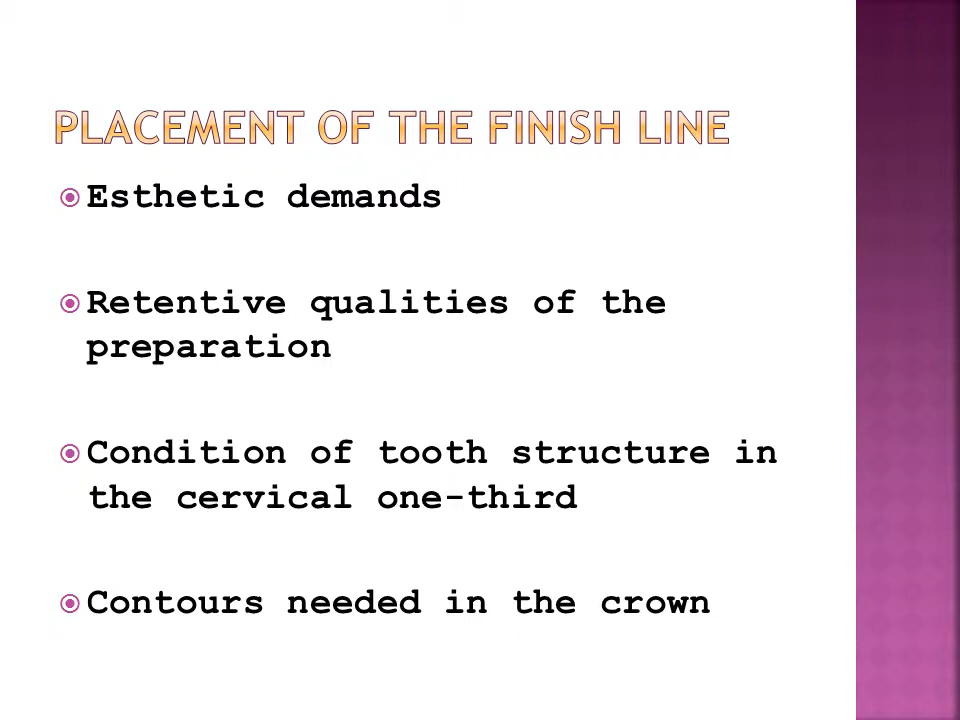 PLACEMENT OF THE FINISH LINE
Esthetic demands
Retentive qualities of the
preparation
Condition of tooth structure in
the cervical one-third
Contours needed in the crown